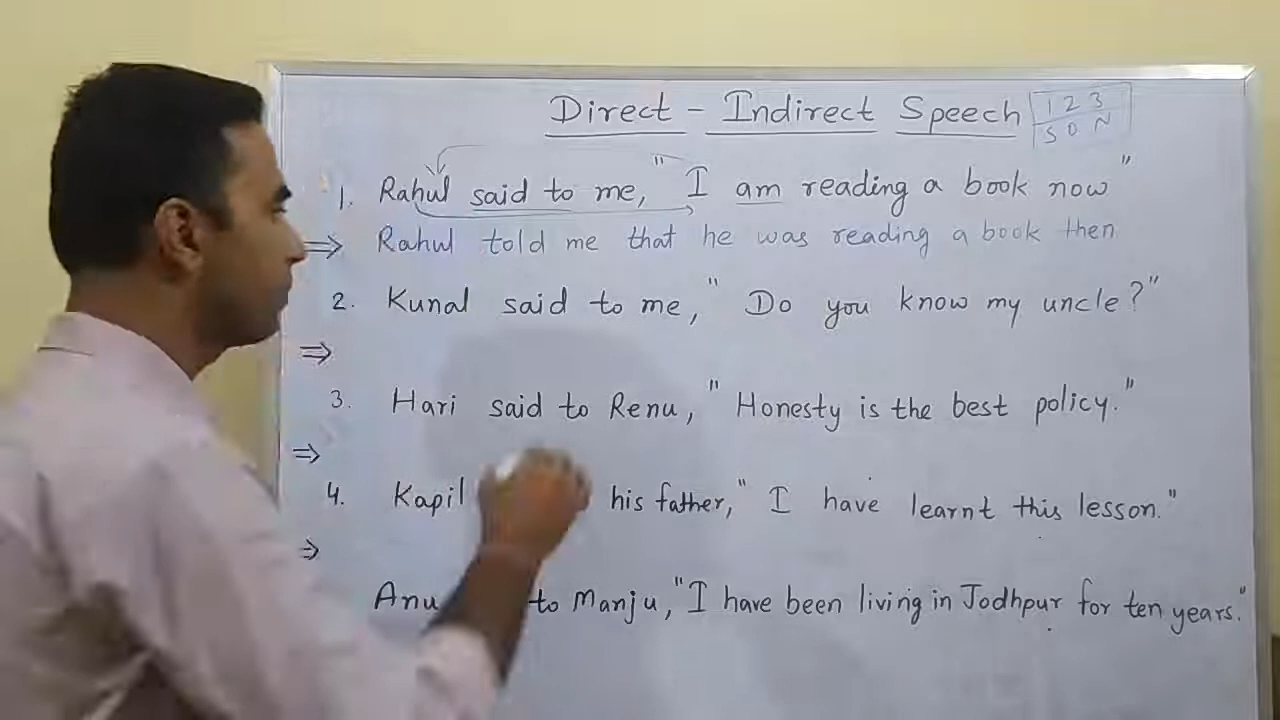 Direct - Indirect Speech
1 2 3
S O N
1. Rahul said to me, "I am reading a book now"
⇒ Rahul told me that he was reading a book then
2. Kunal said to me, "Do you know my uncle?"
⇒
3. Hari said to Renu, "Honesty is the best policy."
⇒
4. Kapil his father, "I have learnt this lesson."
⇒
Anu to Manju, "I have been living in Jodhpur for ten years."